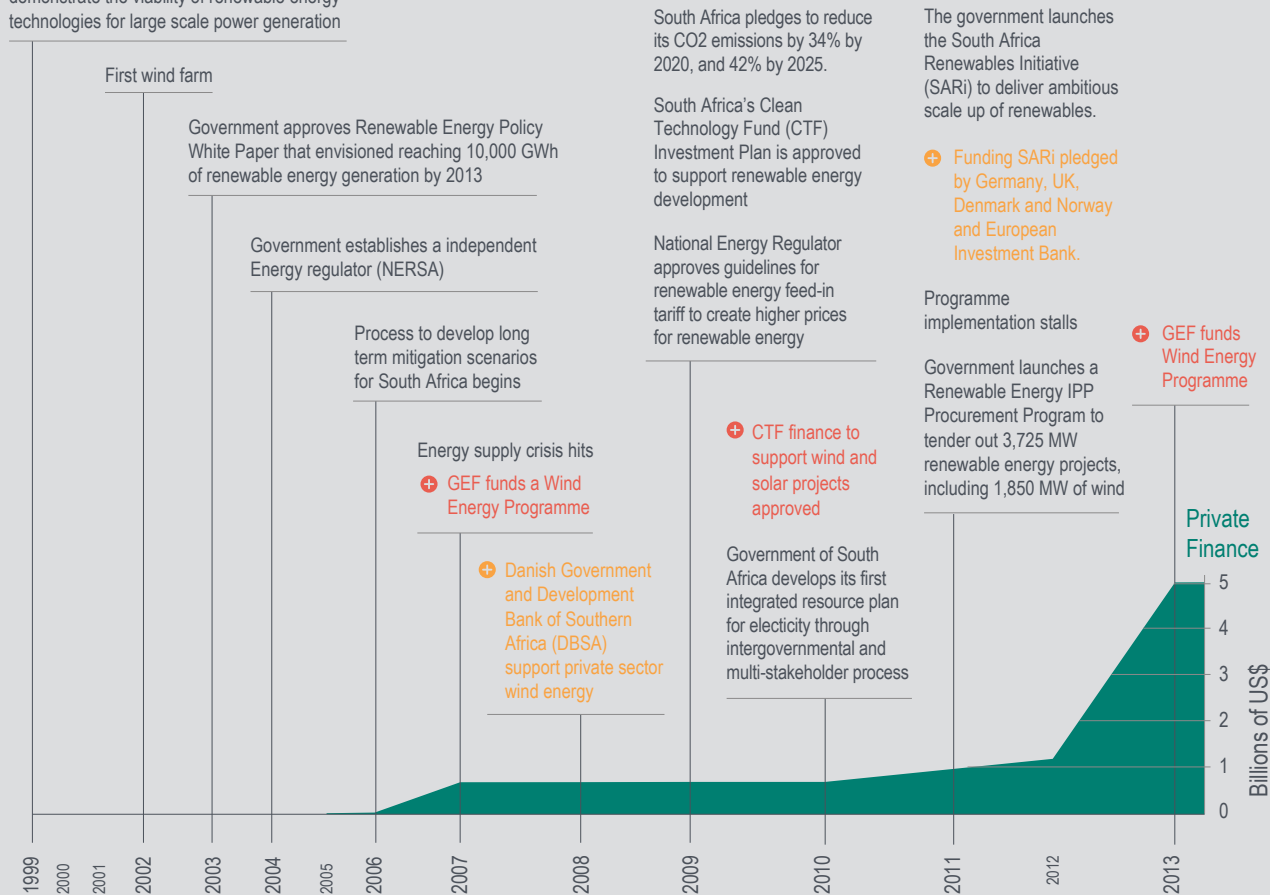 demonstrate the viability of renewable energy
technologies for large scale power generation
First wind farm
Government approves Renewable Energy Policy
White Paper that envisioned reaching 10,000 GWh
of renewable energy generation by 2013
Government establishes a independent
Energy regulator (NERSA)
Process to develop long
term mitigation scenarios
for South Africa begins
Energy supply crisis hits
GEF funds a Wind
Energy Programme
Danish Government
and Development
Bank of Southern
Africa (DBSA)
support private sector
wind energy
South Africa pledges to reduce
its CO2 emissions by 34% by
2020, and 42% by 2025.
South Africa's Clean
Technology Fund (CTF)
Investment Plan is approved
to support renewable energy
development
National Energy Regulator
approves guidelines for
renewable energy feed-in
tariff to create higher prices
for renewable energy
CTF finance to
support wind and
solar projects
approved
Government of South
Africa develops its first
integrated resource plan
for electicity through
intergovernmental and
multi-stakeholder process
The government launches
the South Africa
Renewables Initiative
(SARi) to deliver ambitious
scale up of renewables.
Funding SARi pledged
by Germany, UK,
Denmark and Norway
and European
Investment Bank.
Programme
implementation stalls
Government launches a
Renewable Energy IPP
Procurement Program to
tender out 3,725 MW
renewable energy projects,
including 1,850 MW of wind
GEF funds
Wind Energy
Programme
Private
Finance
5
4
3
2
1
0
Billions of US$
1999
2000
2001
2002
2003
2004
2005
2006
2007
2008
2009
2010
2011
2012
2013